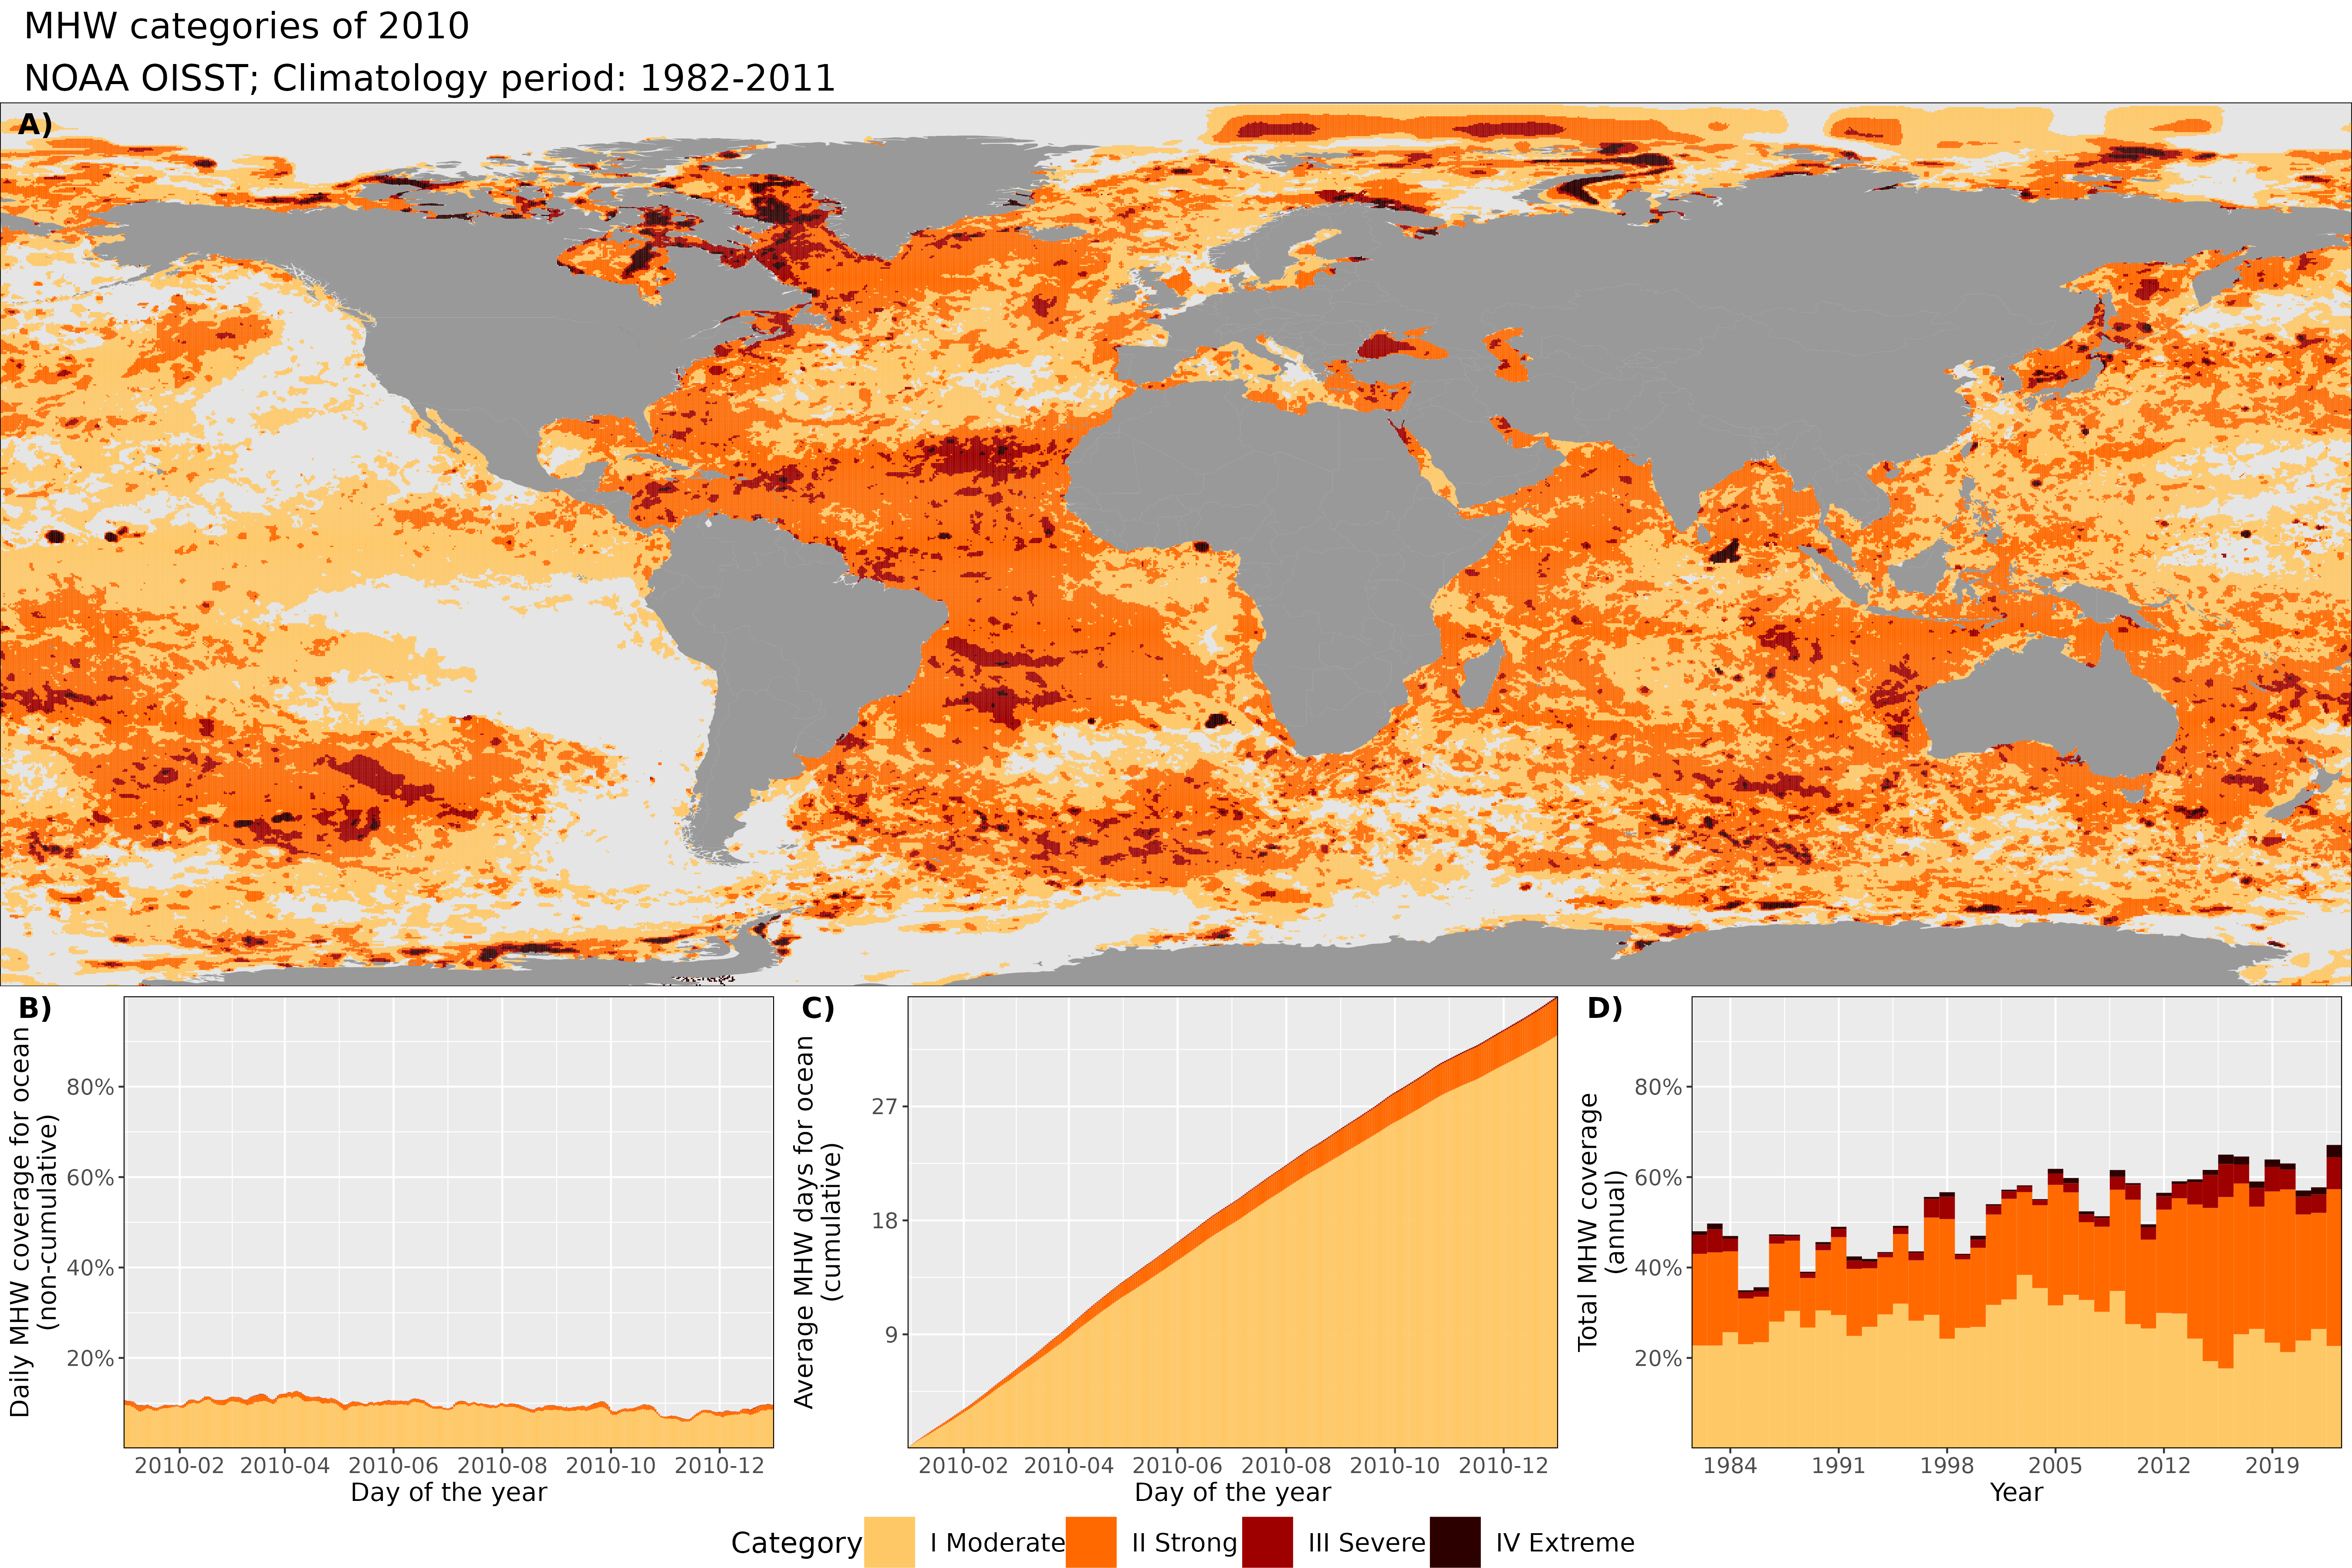 MHW categories of 2010
NOAA OISST; Climatology period: 1982-2011
A)
B)
Daily MHW coverage for ocean
(non-cumulative)
80%
60%
40%
20%
2010-02 2010-04 2010-06 2010-08 2010-10 2010-12
Day of the year
C)
Average MHW days for ocean
(cumulative)
27
18
9
2010-02 2010-04 2010-06 2010-08 2010-10 2010-12
Day of the year
D)
Total MHW coverage
(annual)
80%
60%
40%
20%
1984 1991 1998 2005 2012 2019
Year
Category I Moderate II Strong III Severe IV Extreme